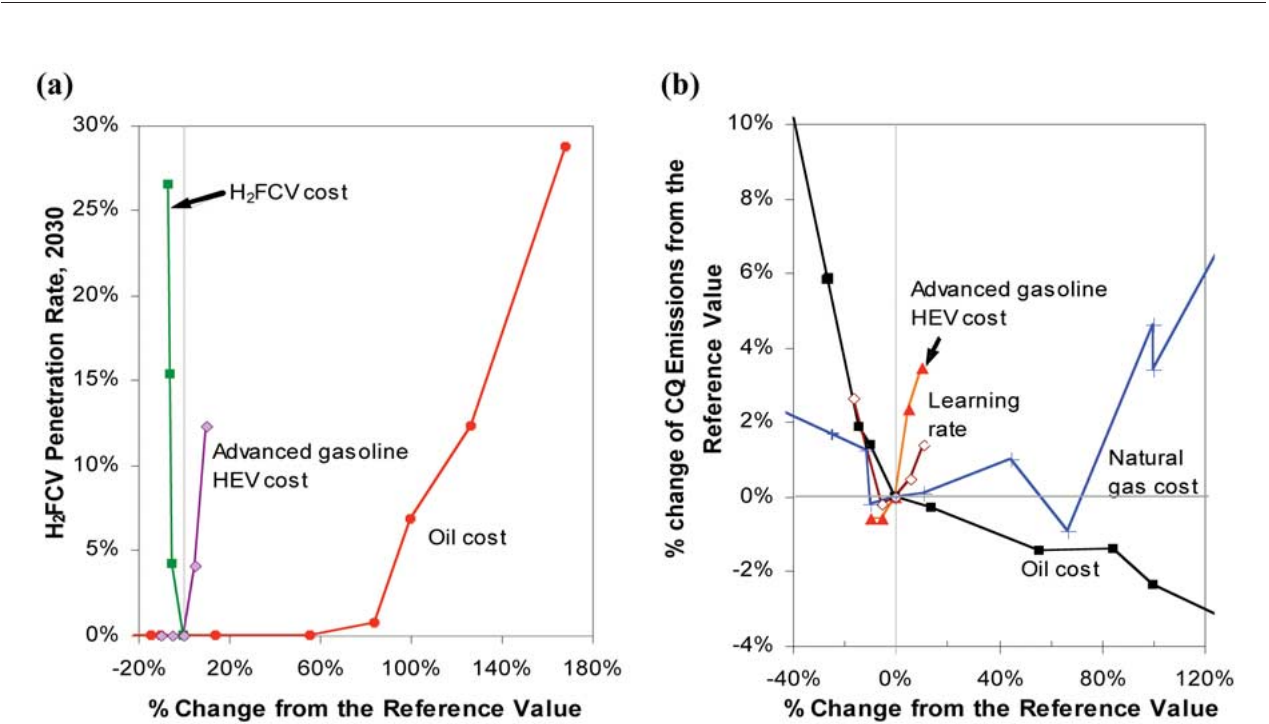 (a)
30%
25%
20%
15%
10%
5%
0%
H2FCV Penetration Rate, 2030
H2FCV cost
Advanced gasoline
HEV cost
Oil cost
-20% 20% 60% 100% 140% 180%
% Change from the Reference Value
(b)
10%
8%
6%
4%
2%
0%
-2%
-4%
% change of CO2 Emissions from the
Reference Value
Advanced gasoline
HEV cost
Learning
rate
Natural
gas cost
Oil cost
-40% 0% 40% 80% 120%
% Change from the Reference Value